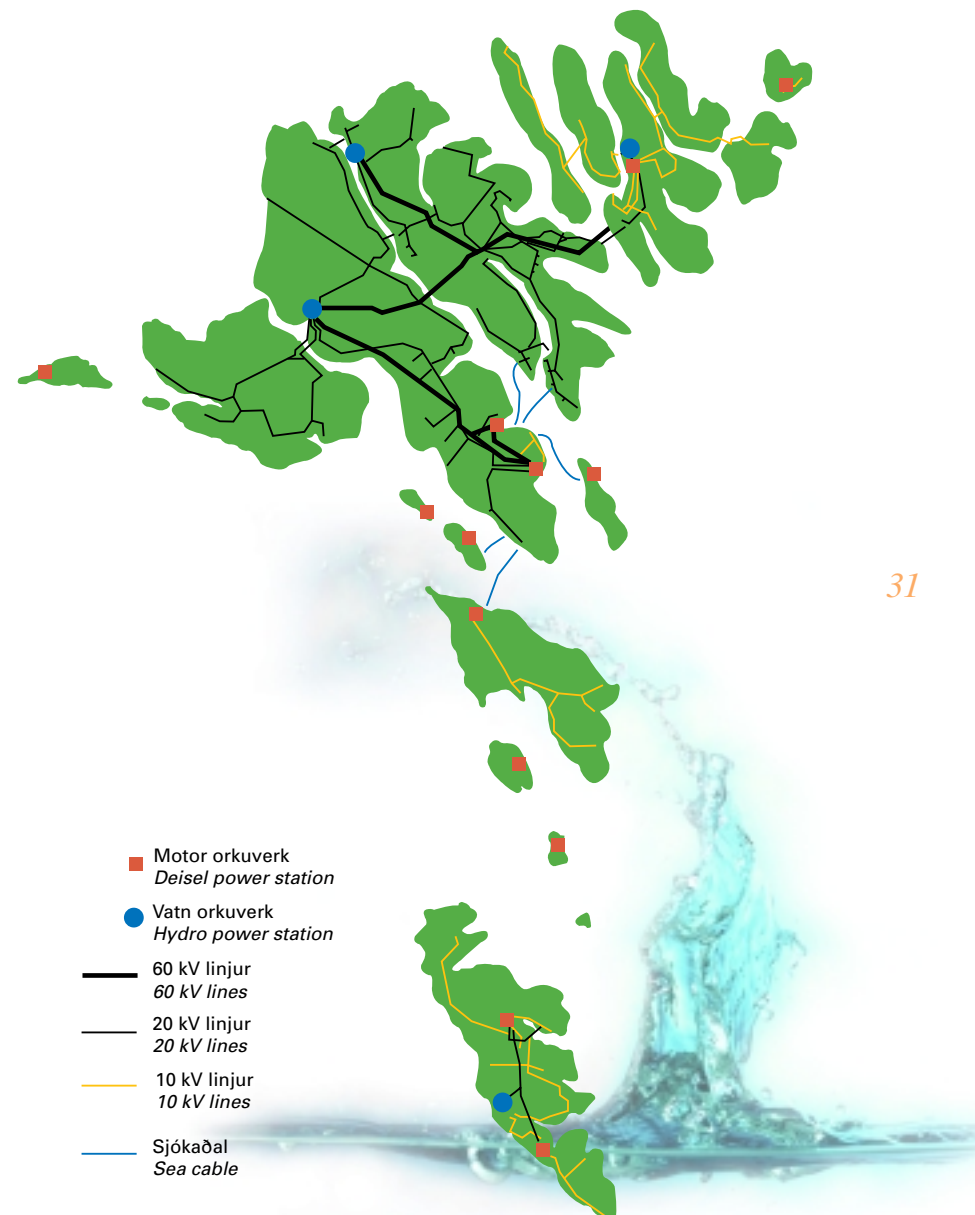 31
Motor orkuverk
Deisel power station
Vatn orkuverk
Hydro power station
60 kV linjur
60 kV lines
20 kV linjur
20 kV lines
10 kV linjur
10 kV lines
Sjókaðal
Sea cable